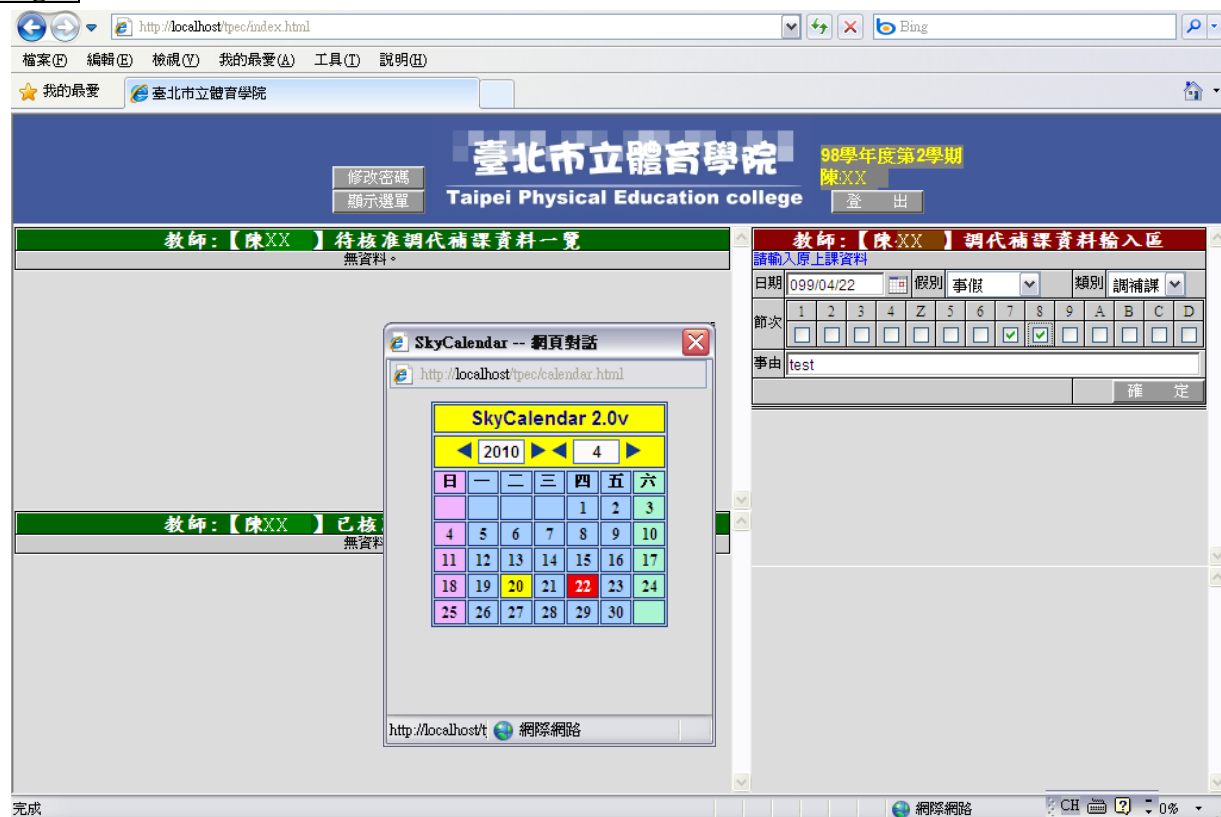 http://localhost/tpec/index.html
Bing
檔案(F) 編輯(E) 檢視(V) 我的最愛(A) 工具(T) 說明(H)
我的最愛
臺北市立體育學院
修改密碼
顯示選單
臺北市立體育學院
Taipei Physical Education college
98學年度第2學期
陳XX
登 出
教師:【陳XX 】待核准調代補課資料一覽
無資料。
教師:【陳XX 】調代補課資料輸入區
請輸入原上課資料
日期 099/04/22 假別 事假 類別 調補課
節次 1 2 3 4 Z 5 6 7 8 9 A B C D
事由 test
確 定
SkyCalendar -- 網頁對話
http://localhost/tpec/calendar.html
SkyCalendar 2.0v
2010 4
日 一 二 三 四 五 六
1 2 3
4 5 6 7 8 9 10
11 12 13 14 15 16 17
18 19 20 21 22 23 24
25 26 27 28 29 30
http://localhost/t 網際網路
教師:【陳XX 】已核
無資料
完成
網際網路
CH
0%